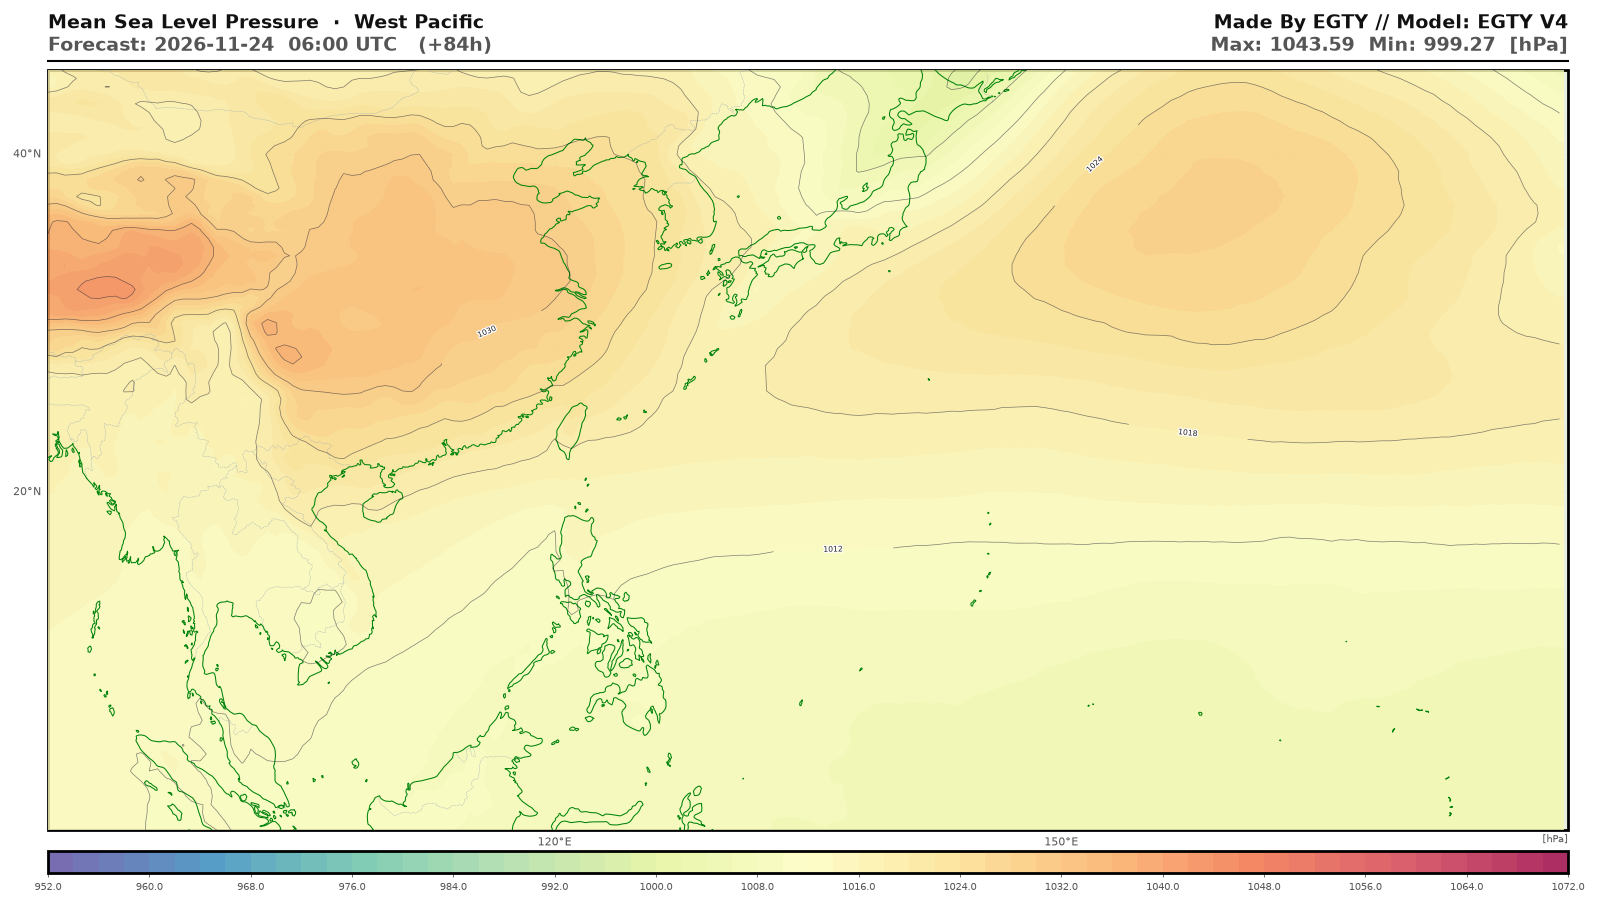 Mean Sea Level Pressure · West Pacific
Made By EGTY // Model: EGTY V4
Forecast: 2026-11-24 06:00 UTC (+84h)
Max: 1043.59 Min: 999.27 [hPa]
40°N
1024
1030
1018
20°N
1012
120°E
150°E
[hPa]
952.0 960.0 968.0 976.0 984.0 992.0 1000.0 1008.0 1016.0 1024.0 1032.0 1040.0 1048.0 1056.0 1064.0 1072.0